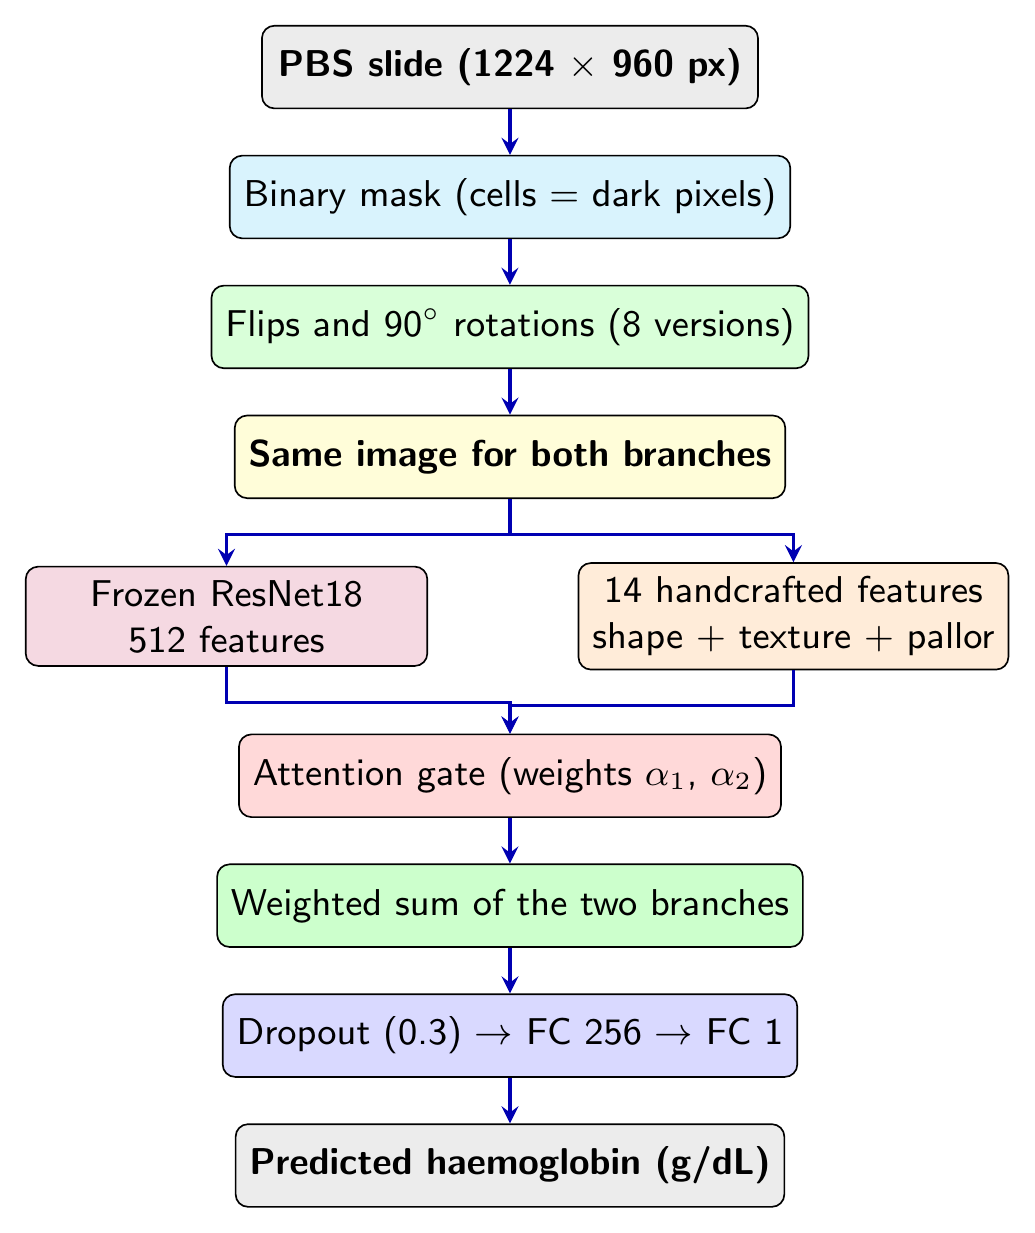 PBS slide (1224 × 960 px)
Binary mask (cells = dark pixels)
Flips and 90° rotations (8 versions)
Same image for both branches
Frozen ResNet18
512 features
14 handcrafted features
shape + texture + pallor
Attention gate (weights α₁, α₂)
Weighted sum of the two branches
Dropout (0.3) → FC 256 → FC 1
Predicted haemoglobin (g/dL)